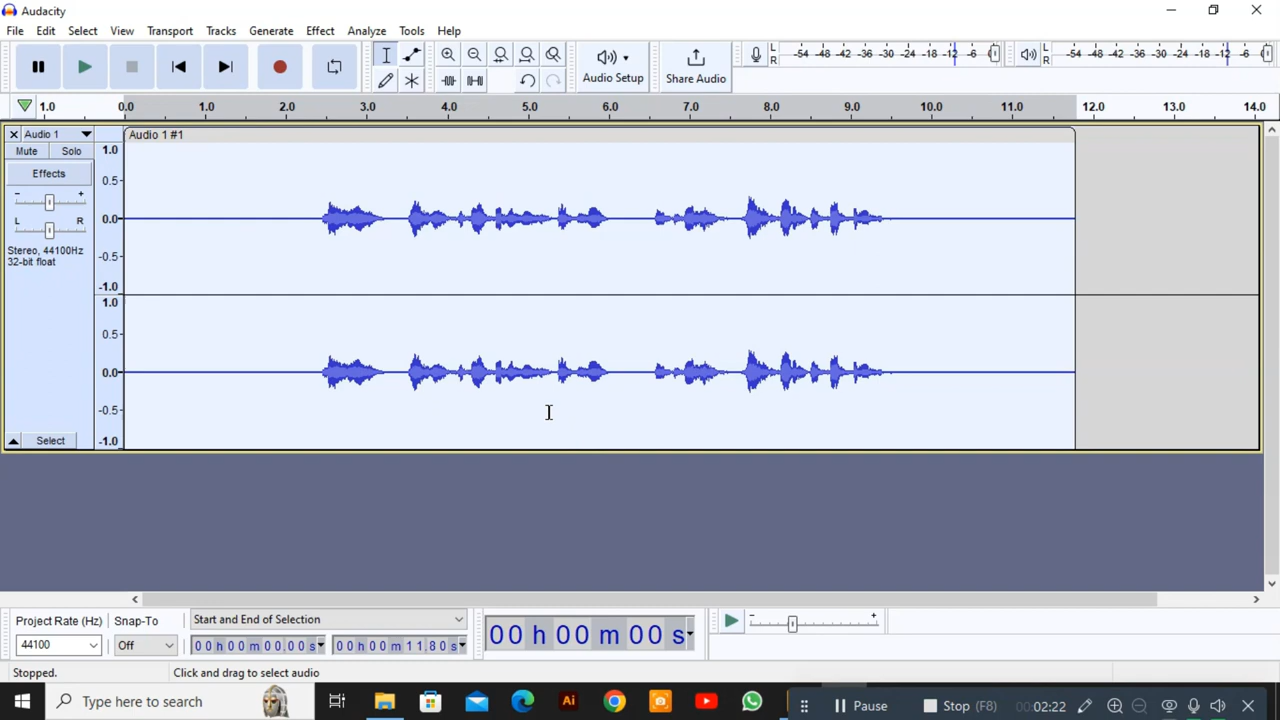 Audacity
File Edit Select View Transport Tracks Generate Effect Analyze Tools Help
Audio Setup
Share Audio
L
R
-54 -48 -42 -36 -30 -24 -18 -12 -6
L
R
-54 -48 -42 -36 -30 -24 -18 -12 -6
1.0 0.0 1.0 2.0 3.0 4.0 5.0 6.0 7.0 8.0 9.0 10.0 11.0 12.0 13.0 14.0
Audio 1
Audio 1 #1
Mute Solo
Effects
- +
L R
Stereo, 44100Hz
32-bit float
Select
1.0
0.5
0.0
-0.5
-1.0
1.0
0.5
0.0
-0.5
-1.0
Project Rate (Hz)
44100
Snap-To
Off
Start and End of Selection
00 h 00 m 00.00 s
00 h 00 m 11.80 s
00 h 00 m 00 s
- +
Stopped.
Click and drag to select audio
Type here to search
Ai
Pause
Stop (F8)
00:02:22